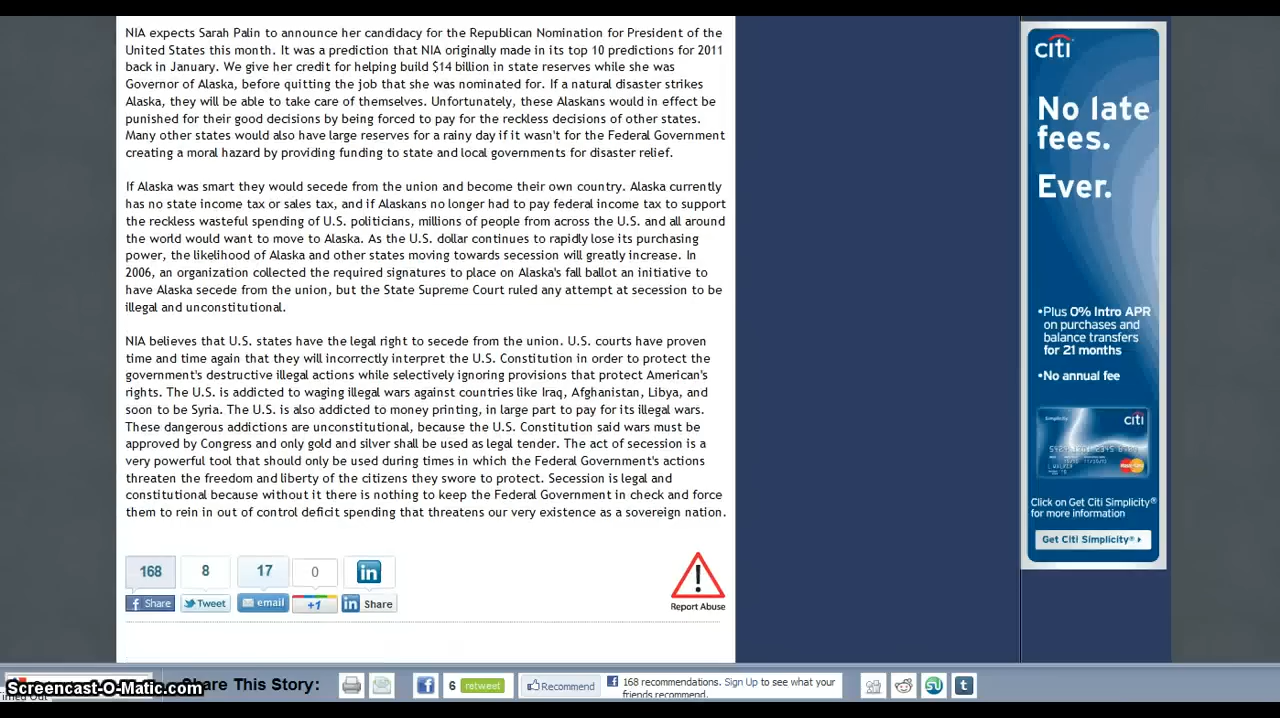 NIA expects Sarah Palin to announce her candidacy for the Republican Nomination for President of the
United States this month. It was a prediction that NIA originally made in its top 10 predictions for 2011
back in January. We give her credit for helping build $14 billion in state reserves while she was
Governor of Alaska, before quitting the job that she was nominated for. If a natural disaster strikes
Alaska, they will be able to take care of themselves. Unfortunately, these Alaskans would in effect be
punished for their good decisions by being forced to pay for the reckless decisions of other states.
Many other states would also have large reserves for a rainy day if it wasn't for the Federal Government
creating a moral hazard by providing funding to state and local governments for disaster relief.
If Alaska was smart they would secede from the union and become their own country. Alaska currently
has no state income tax or sales tax, and if Alaskans no longer had to pay federal income tax to support
the reckless wasteful spending of U.S. politicians, millions of people from across the U.S. and all around
the world would want to move to Alaska. As the U.S. dollar continues to rapidly lose its purchasing
power, the likelihood of Alaska and other states moving towards secession will greatly increase. In
2006, an organization collected the required signatures to place on Alaska's fall ballot an initiative to
have Alaska secede from the union, but the State Supreme Court ruled any attempt at secession to be
illegal and unconstitutional.
NIA believes that U.S. states have the legal right to secede from the union. U.S. courts have proven
time and time again that they will incorrectly interpret the U.S. Constitution in order to protect the
government's destructive illegal actions while selectively ignoring provisions that protect American's
rights. The U.S. is addicted to waging illegal wars against countries like Iraq, Afghanistan, Libya, and
soon to be Syria. The U.S. is also addicted to money printing, in large part to pay for its illegal wars.
These dangerous addictions are unconstitutional, because the U.S. Constitution said wars must be
approved by Congress and only gold and silver shall be used as legal tender. The act of secession is a
very powerful tool that should only be used during times in which the Federal Government's actions
threaten the freedom and liberty of the citizens they swore to protect. Secession is legal and
constitutional because without it there is nothing to keep the Federal Government in check and force
them to rein in out of control deficit spending that threatens our very existence as a sovereign nation.
168 8 17 0 in
Share Tweet email +1 in Share
Report Abuse
citi
No late
fees.
Ever.
•Plus 0% Intro APR
on purchases and
balance transfers
for 21 months
•No annual fee
Simplicity citi
L WALKER
MasterCard
Click on Get Citi Simplicity®
for more information
Get Citi Simplicity®
Share This Story:
6 retweet
Recommend
168 recommendations. Sign Up to see what your
friends recommend.
Screencast-O-Matic.com